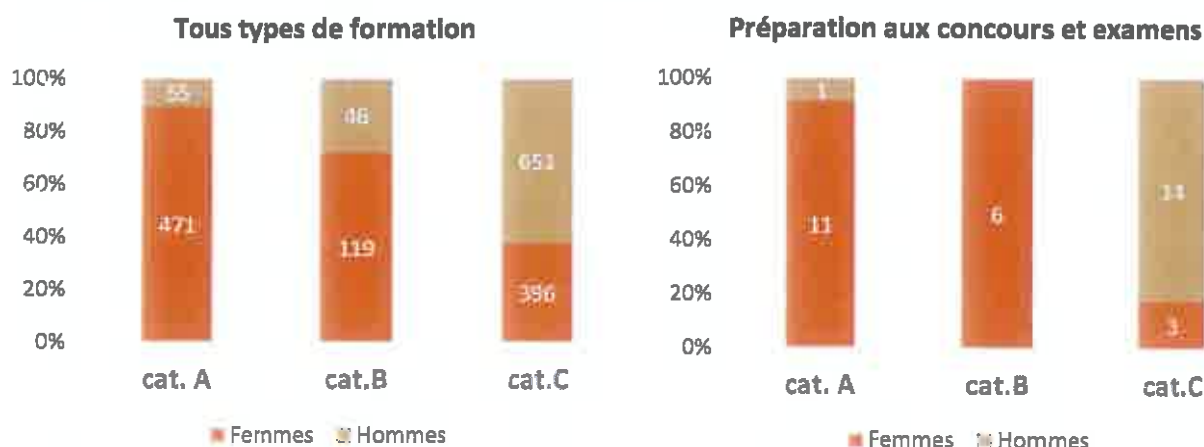 Tous types de formation
100%
80%
60%
40%
20%
0%
55
471
46
119
651
396
cat. A
cat.B
cat.C
Femmes
Hommes
Préparation aux concours et examens
100%
80%
60%
40%
20%
0%
1
11
6
14
3
cat. A
cat.B
cat.C
Femmes
Hommes